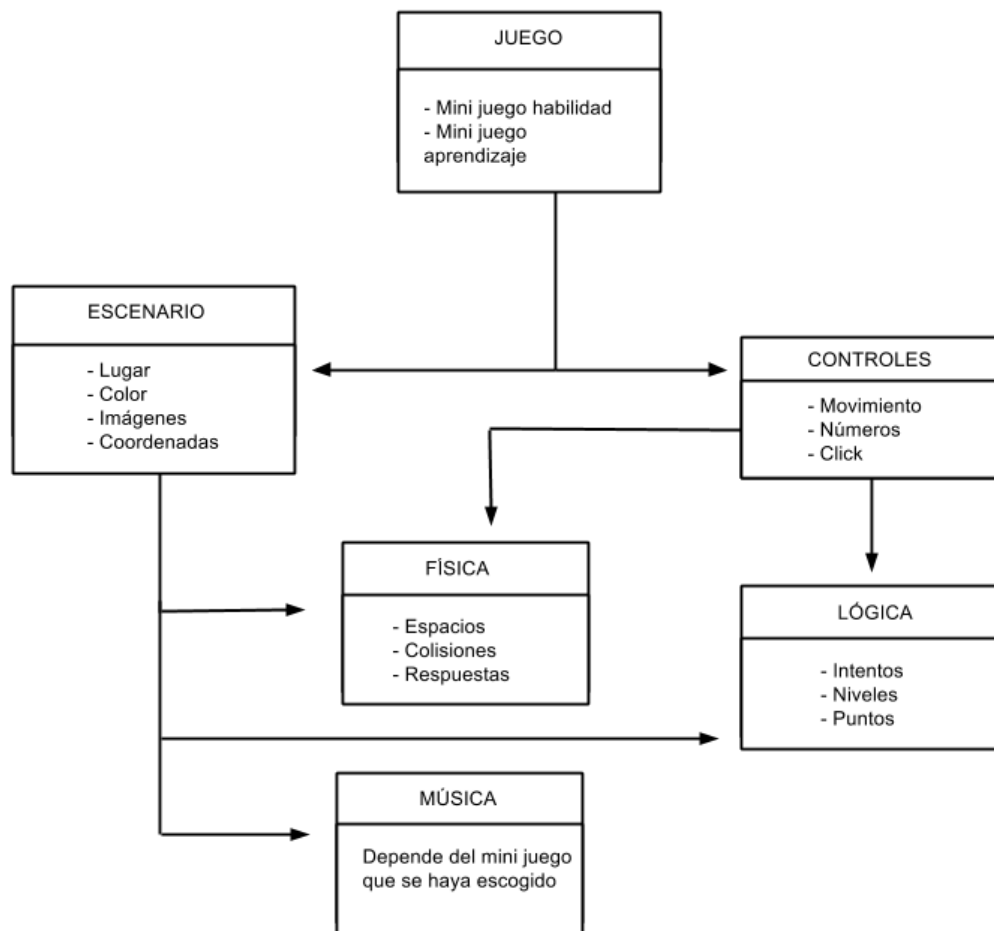 JUEGO
- Mini juego habilidad
- Mini juego
aprendizaje
ESCENARIO
- Lugar
- Color
- Imágenes
- Coordenadas
CONTROLES
- Movimiento
- Números
- Click
FÍSICA
- Espacios
- Colisiones
- Respuestas
LÓGICA
- Intentos
- Niveles
- Puntos
MÚSICA
Depende del mini juego
que se haya escogido